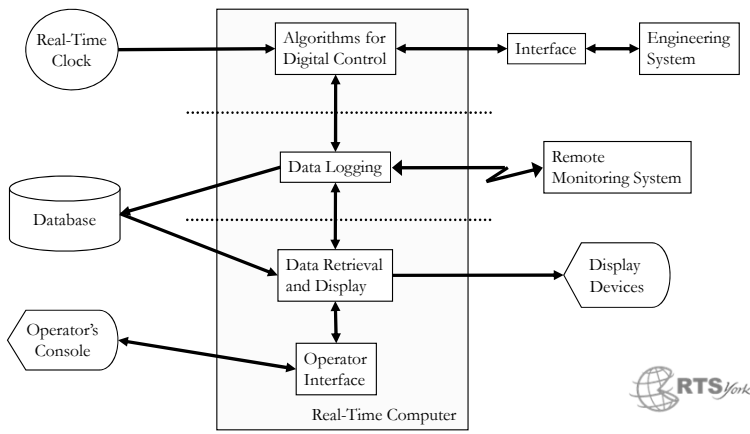 Real-Time
Clock
Algorithms for
Digital Control
Interface
Engineering
System
Data Logging
Remote
Monitoring System
Database
Data Retrieval
and Display
Display
Devices
Operator's
Console
Operator
Interface
Real-Time Computer
RTS York